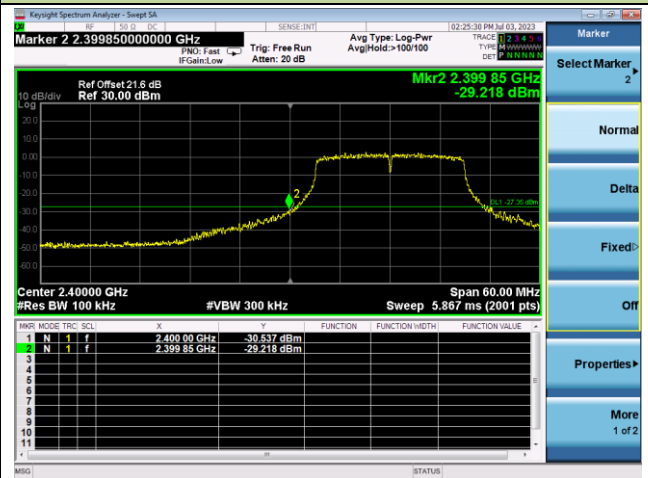 Keysight Spectrum Analyzer - Swept SA
RF 50 Ω DC SENSE:INT 02:25:30 PM Jul 03, 2023
Marker 2 2.399850000000 GHz
PNO: Fast
IFGain:Low
Trig: Free Run
Atten: 20 dB
Avg Type: Log-Pwr
Avg|Hold:>100/100
TRACE 1 2 3 4 5 6
TYPE M WWWWW
DET P N N N N N
Ref Offset 21.6 dB
Ref 30.00 dBm
10 dB/div
Log
Mkr2 2.399 85 GHz
-29.218 dBm
20.0
10.0
0.00
-10.0
-20.0
-30.0
-40.0
-50.0
-60.0
2
DL1 -27.35 dBm
Center 2.40000 GHz
Span 60.00 MHz
#Res BW 100 kHz
#VBW 300 kHz
Sweep 5.867 ms (2001 pts)
MKR MODE TRC SCL X Y FUNCTION FUNCTION WIDTH FUNCTION VALUE
1 N 1 f 2.400 00 GHz -30.537 dBm
2 N 1 f 2.399 85 GHz -29.218 dBm
3
4
5
6
7
8
9
10
11
MSG
STATUS
Marker
Select Marker
2
Normal
Delta
Fixed
Off
Properties
More
1 of 2